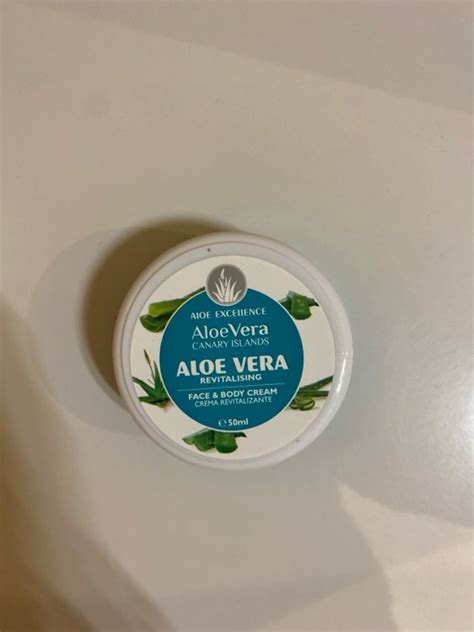 ALOE EXCELLENCE
AloeVera
CANARY ISLANDS
ALOE VERA
REVITALISING
FACE & BODY CREAM
CREMA REVITALIZANTE
℮ 50ml